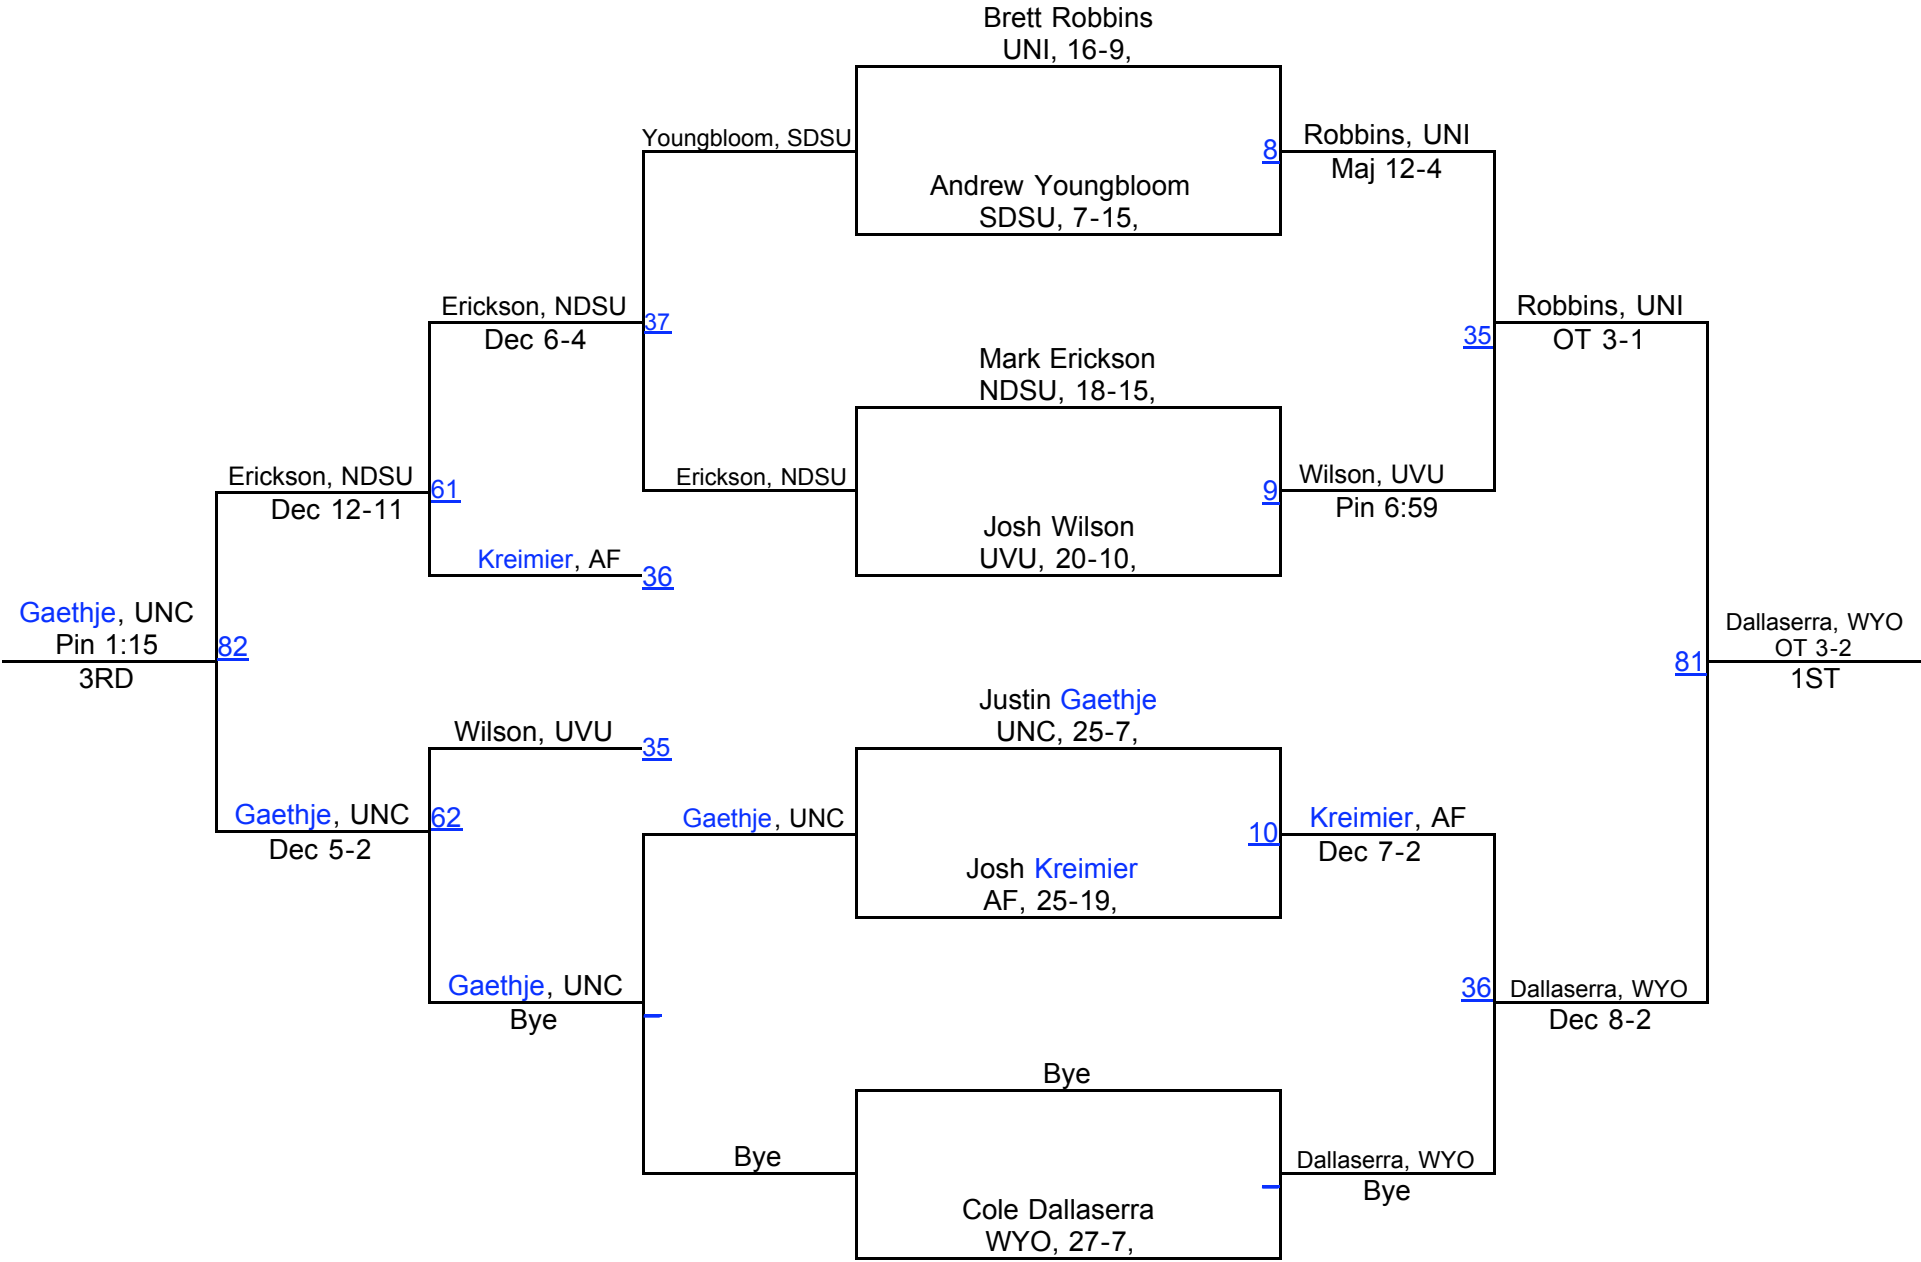 Brett Robbins
UNI, 16-9,
Youngbloom, SDSU
8
Robbins, UNI
Maj 12-4
Andrew Youngbloom
SDSU, 7-15,
Erickson, NDSU
Dec 6-4
37
35
Robbins, UNI
OT 3-1
Mark Erickson
NDSU, 18-15,
Erickson, NDSU
Dec 12-11
61
Erickson, NDSU
9
Wilson, UVU
Pin 6:59
Josh Wilson
UVU, 20-10,
Kreimier, AF
36
Gaethje, UNC
Pin 1:15
3RD
82
81
Dallaserra, WYO
OT 3-2
1ST
Justin Gaethje
UNC, 25-7,
Wilson, UVU
35
Gaethje, UNC
Dec 5-2
62
Gaethje, UNC
10
Kreimier, AF
Dec 7-2
Josh Kreimier
AF, 25-19,
Gaethje, UNC
Bye
36
Dallaserra, WYO
Dec 8-2
Bye
Bye
Dallaserra, WYO
Bye
Cole Dallaserra
WYO, 27-7,